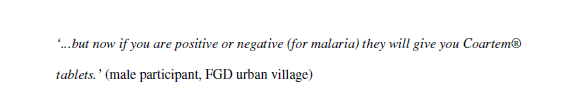 ‘...but now if you are positive or negative (for malaria) they will give you Coartem®
tablets.’ (male participant, FGD urban village)